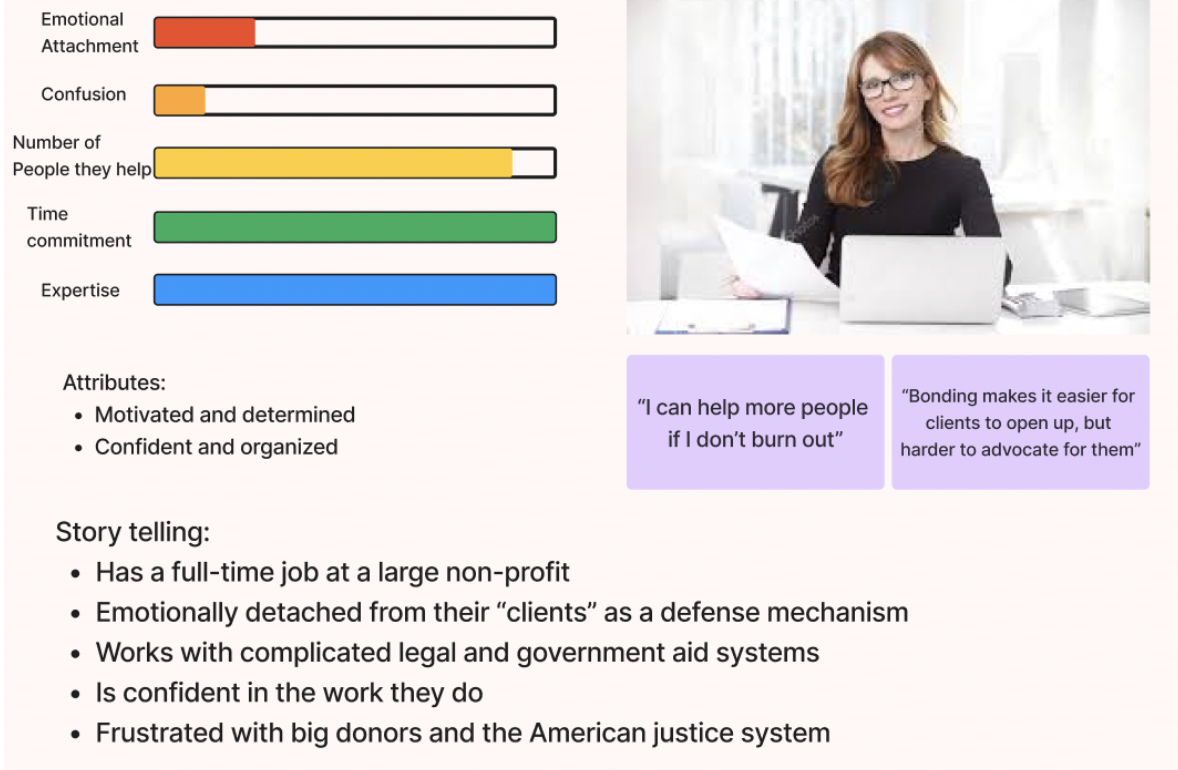 Emotional
Attachment
Confusion
Number of
People they help
Time
commitment
Expertise
Attributes:
• Motivated and determined
• Confident and organized
“I can help more people
if I don’t burn out”
“Bonding makes it easier for
clients to open up, but
harder to advocate for them”
Story telling:
• Has a full-time job at a large non-profit
• Emotionally detached from their “clients” as a defense mechanism
• Works with complicated legal and government aid systems
• Is confident in the work they do
• Frustrated with big donors and the American justice system